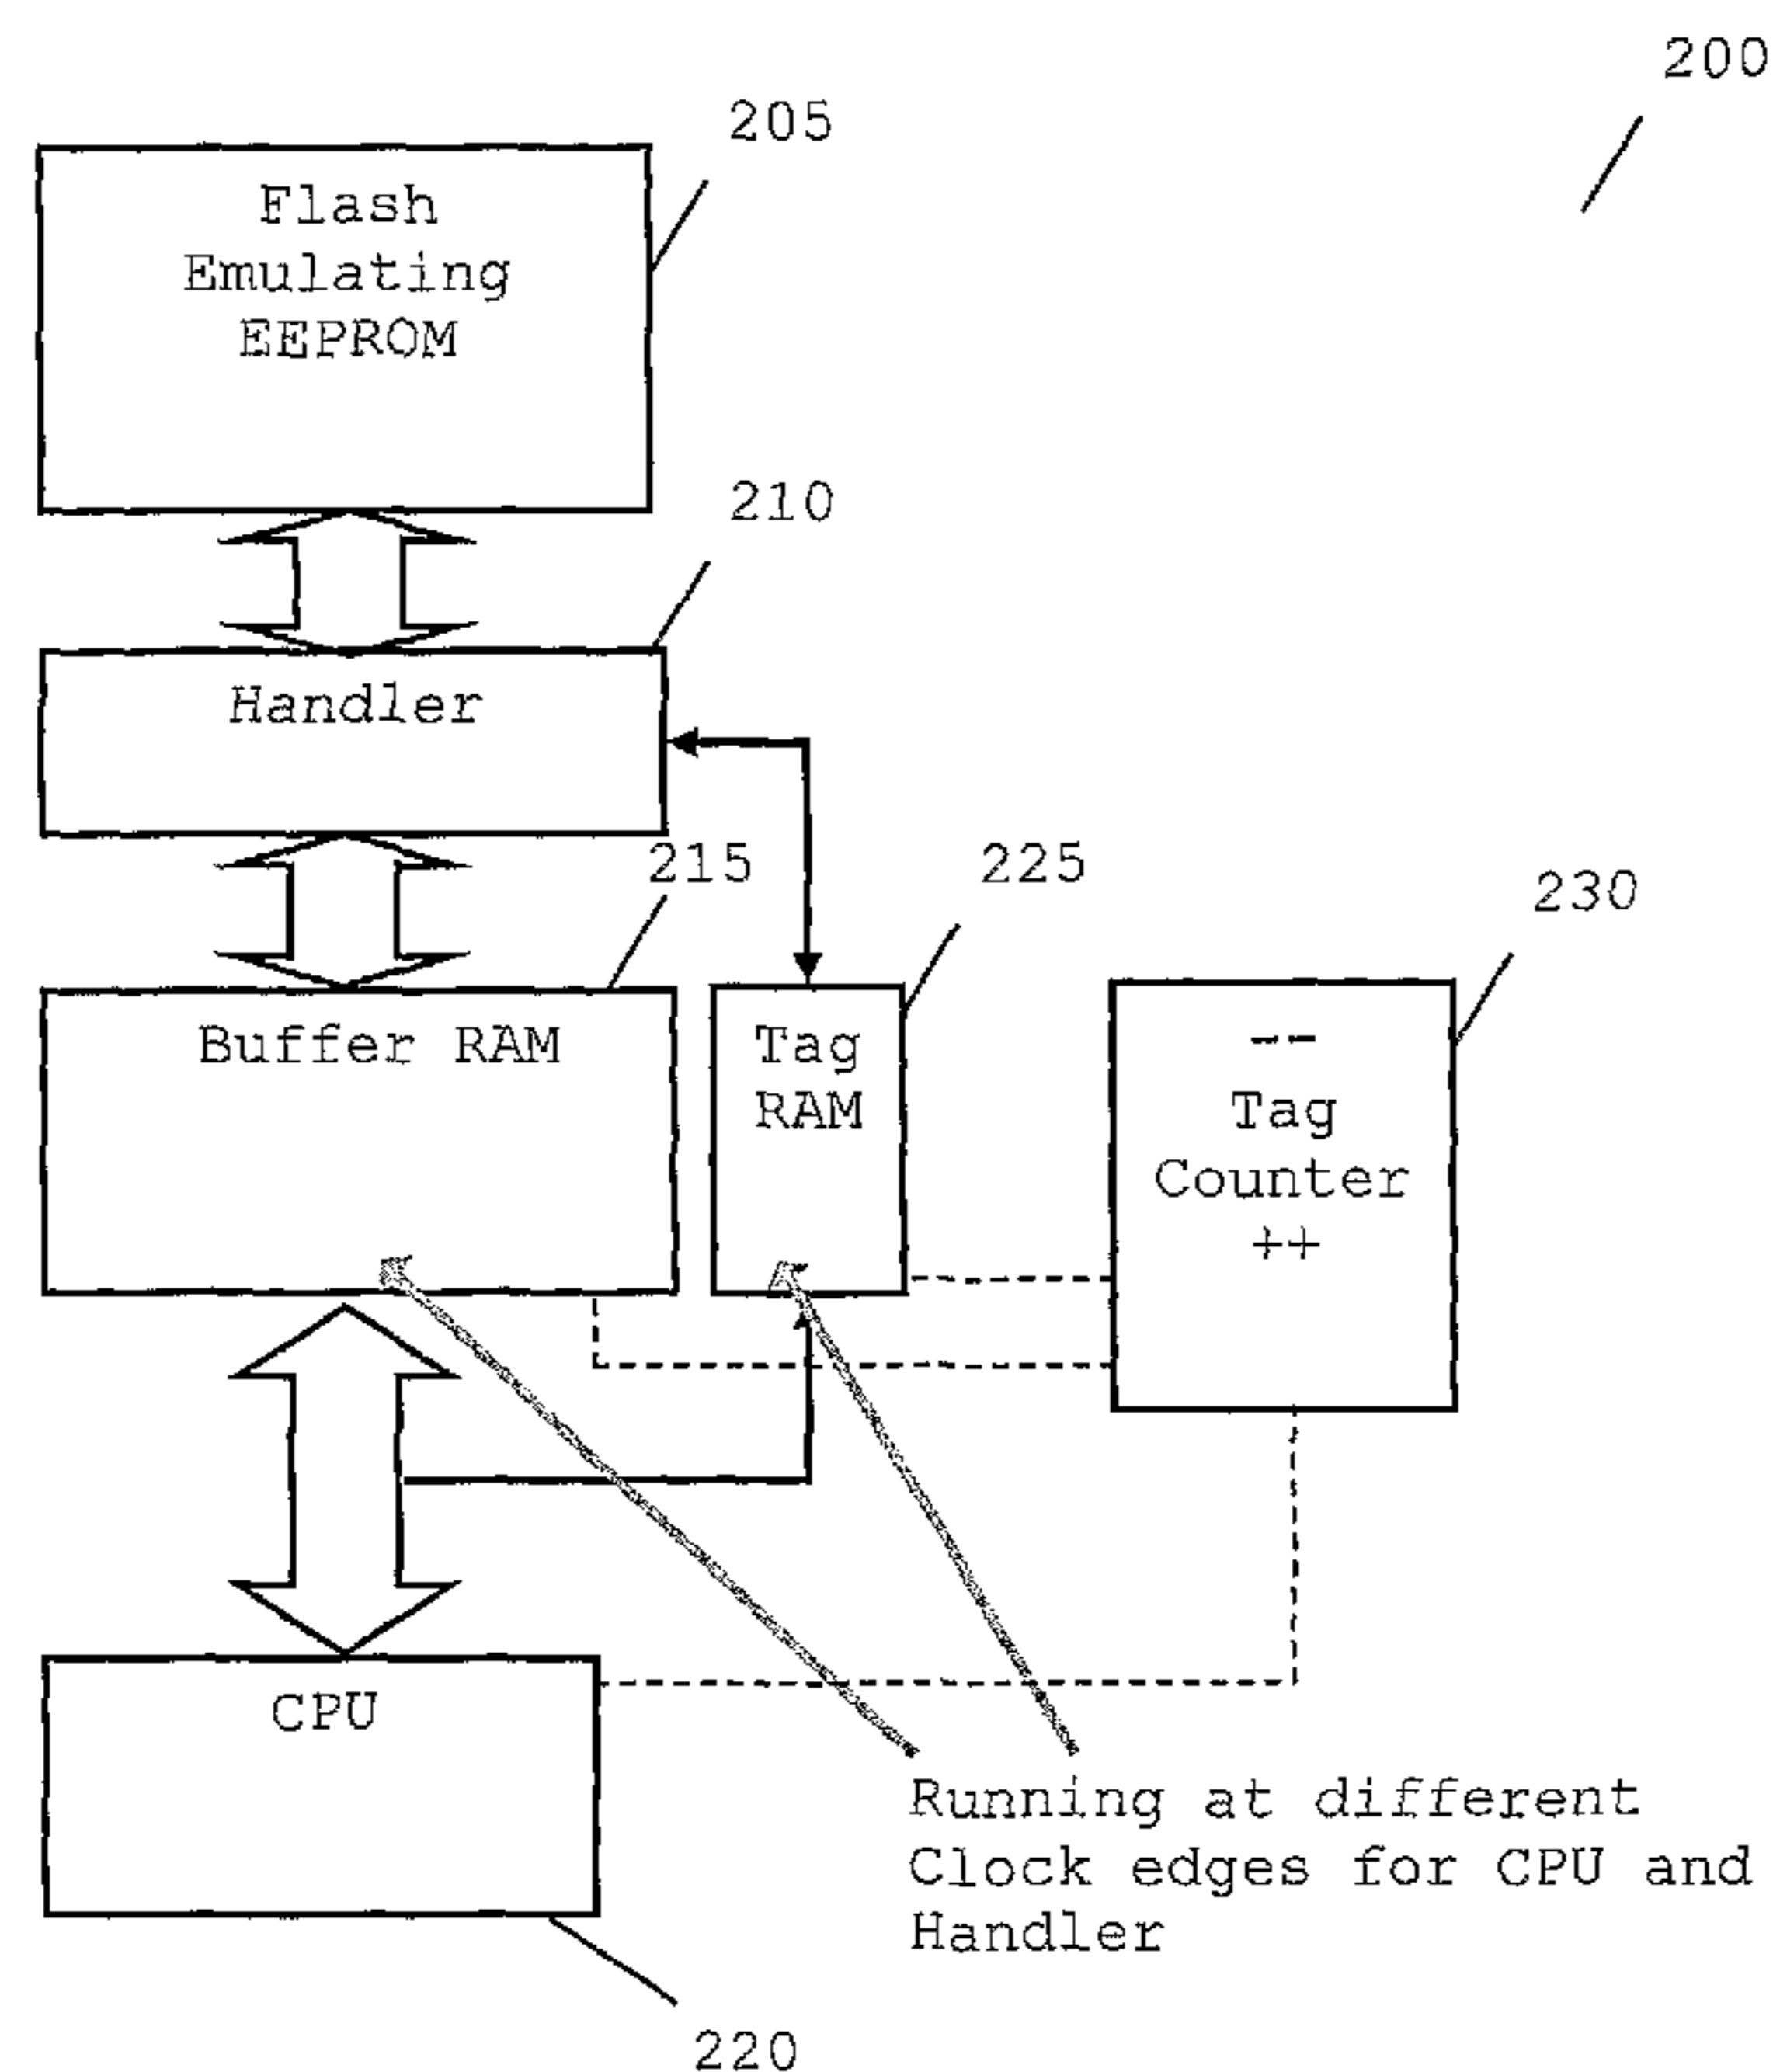 200
205
Flash
Emulating
EEPROM
210
Handler
215
225
230
Buffer RAM
Tag
RAM
--
Tag
Counter
++
CPU
Running at different
Clock edges for CPU and
Handler
220